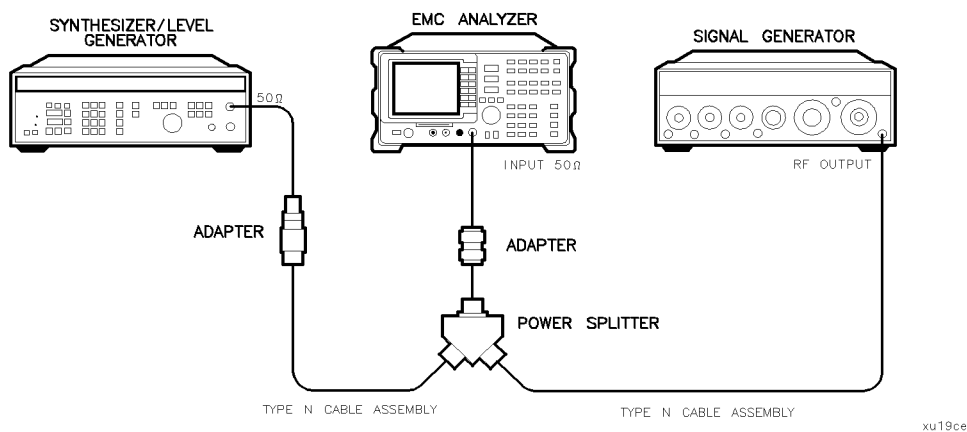 SYNTHESIZER/LEVEL
GENERATOR
EMC ANALYZER
SIGNAL GENERATOR
50Ω
INPUT 50Ω
RF OUTPUT
ADAPTER
ADAPTER
POWER SPLITTER
TYPE N CABLE ASSEMBLY
TYPE N CABLE ASSEMBLY
xu19ce